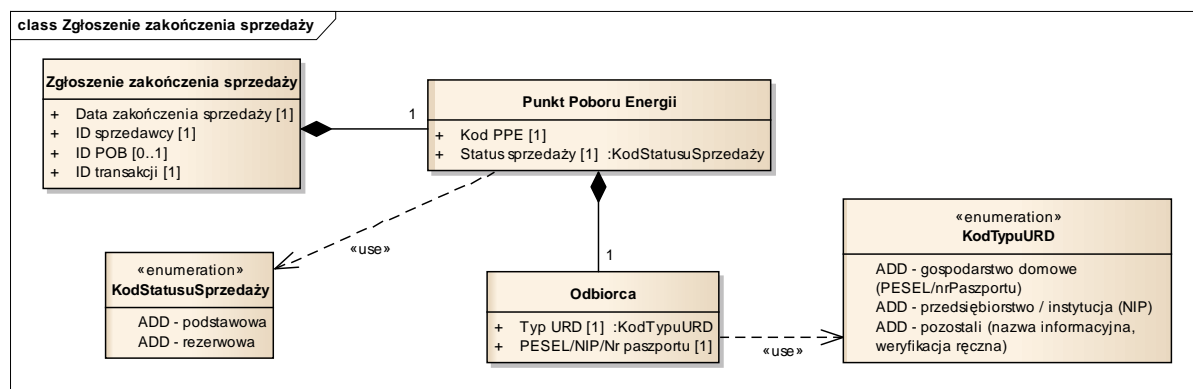 class Zgłoszenie zakończenia sprzedaży
Zgłoszenie zakończenia sprzedaży
+ Data zakończenia sprzedaży [1]
+ ID sprzedawcy [1]
+ ID POB [0..1]
+ ID transakcji [1]
1
Punkt Poboru Energii
+ Kod PPE [1]
+ Status sprzedaży [1] :KodStatusuSprzedaży
«use»
1
«enumeration»
KodStatusuSprzedaży
ADD - podstawowa
ADD - rezerwowa
Odbiorca
+ Typ URD [1] :KodTypuURD
+ PESEL/NIP/Nr paszportu [1]
«use»
«enumeration»
KodTypuURD
ADD - gospodarstwo domowe
(PESEL/nrPaszportu)
ADD - przedsiębiorstwo / instytucja (NIP)
ADD - pozostali (nazwa informacyjna,
weryfikacja ręczna)